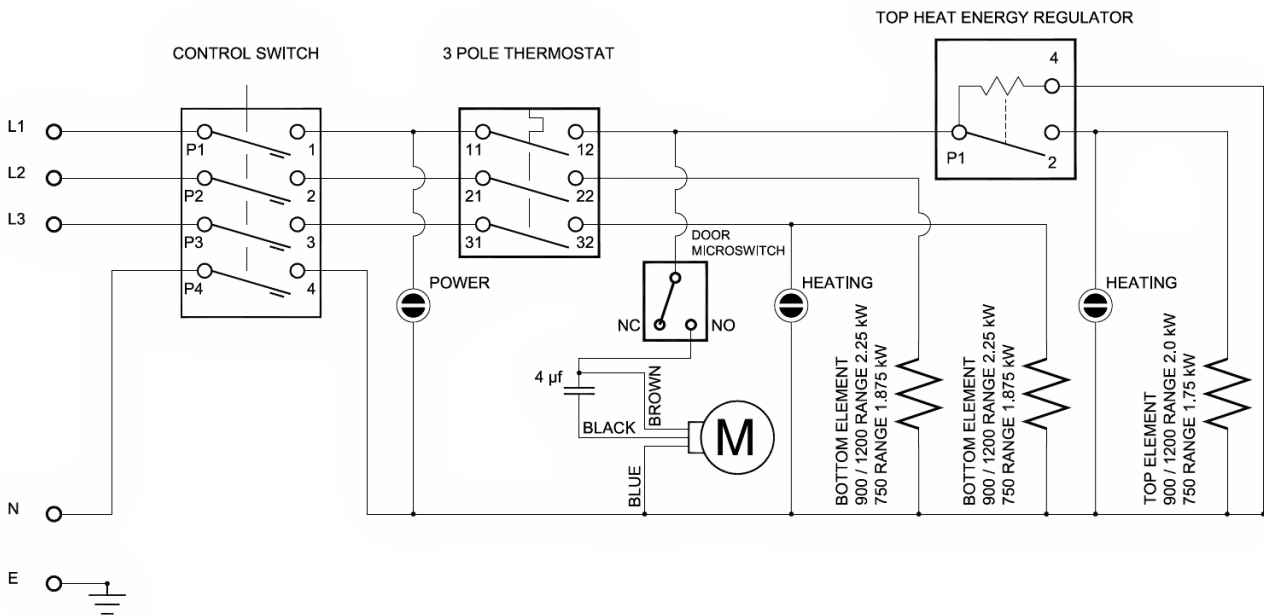 TOP HEAT ENERGY REGULATOR
CONTROL SWITCH
3 POLE THERMOSTAT
4
L1
P1
1
11
12
P1
2
L2
P2
2
21
22
L3
P3
3
31
32
DOOR
MICROSWITCH
P4
4
POWER
HEATING
HEATING
NC
NO
4 µf
BROWN
BLACK
M
BLUE
BOTTOM ELEMENT
900 / 1200 RANGE 2.25 kW
750 RANGE 1.875 kW
BOTTOM ELEMENT
900 / 1200 RANGE 2.25 kW
750 RANGE 1.875 kW
TOP ELEMENT
900 / 1200 RANGE 2.0 kW
750 RANGE 1.75 kW
N
E